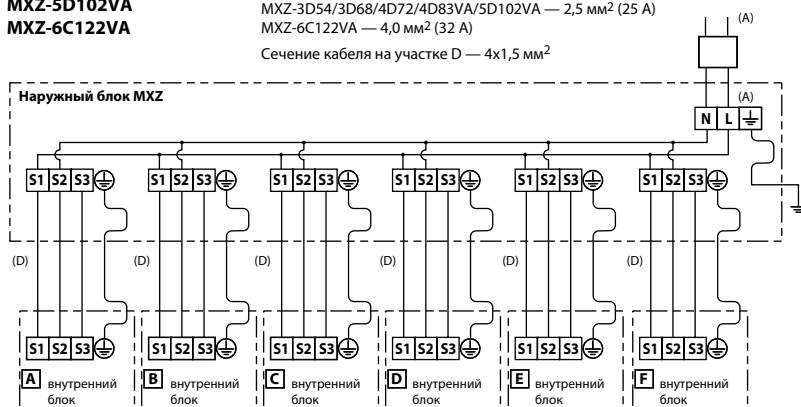 MXZ-5D102VA
MXZ-6C122VA
MXZ-3D54/3D68/4D72/4D83VA/5D102VA — 2,5 мм² (25 А)
MXZ-6C122VA — 4,0 мм² (32 А)
Сечение кабеля на участке D — 4x1,5 мм²
(A)
Наружный блок MXZ
(A)
N L
S1 S2 S3 S1 S2 S3 S1 S2 S3 S1 S2 S3 S1 S2 S3 S1 S2 S3
(D) (D) (D) (D) (D) (D)
S1 S2 S3 S1 S2 S3 S1 S2 S3 S1 S2 S3 S1 S2 S3 S1 S2 S3
A внутренний B внутренний C внутренний D внутренний E внутренний F внутренний
блок блок блок блок блок блок